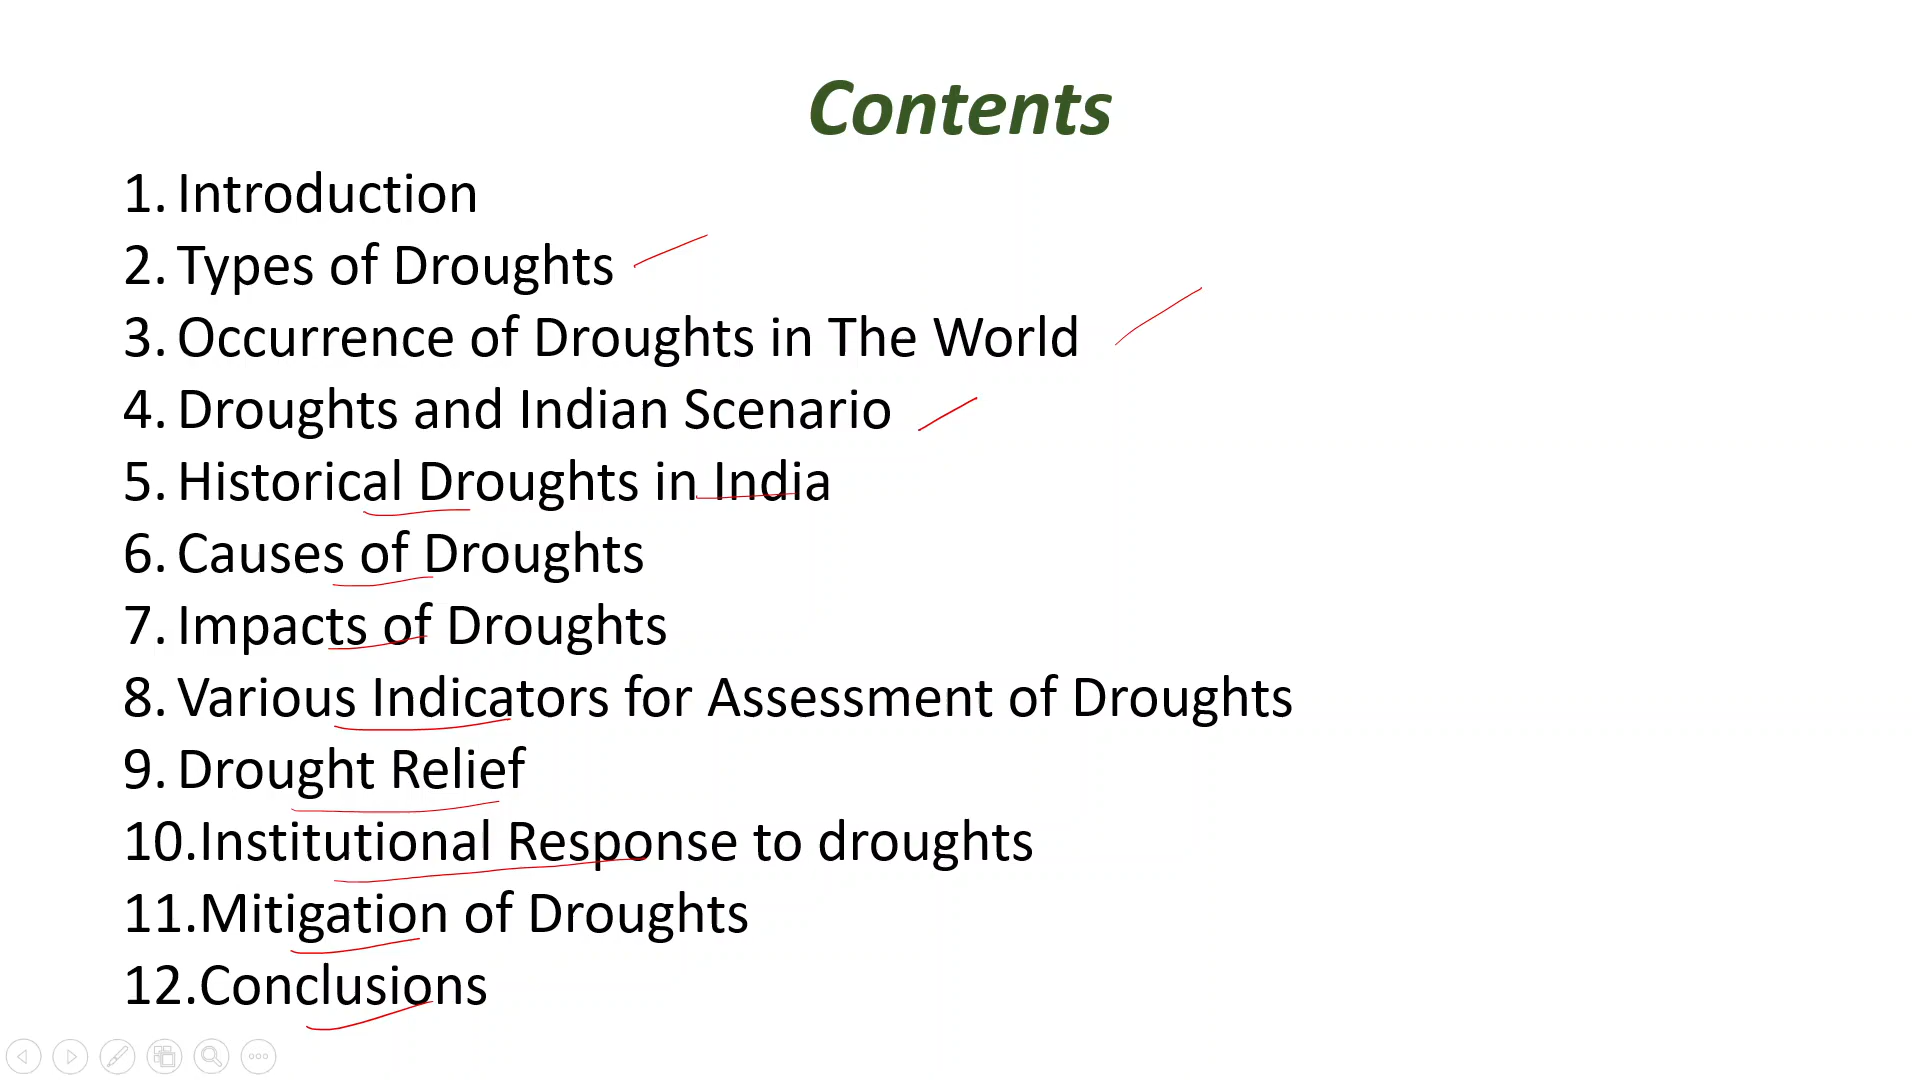 Contents
1. Introduction
2. Types of Droughts
3. Occurrence of Droughts in The World
4. Droughts and Indian Scenario
5. Historical Droughts in India
6. Causes of Droughts
7. Impacts of Droughts
8. Various Indicators for Assessment of Droughts
9. Drought Relief
10.Institutional Response to droughts
11.Mitigation of Droughts
12.Conclusions